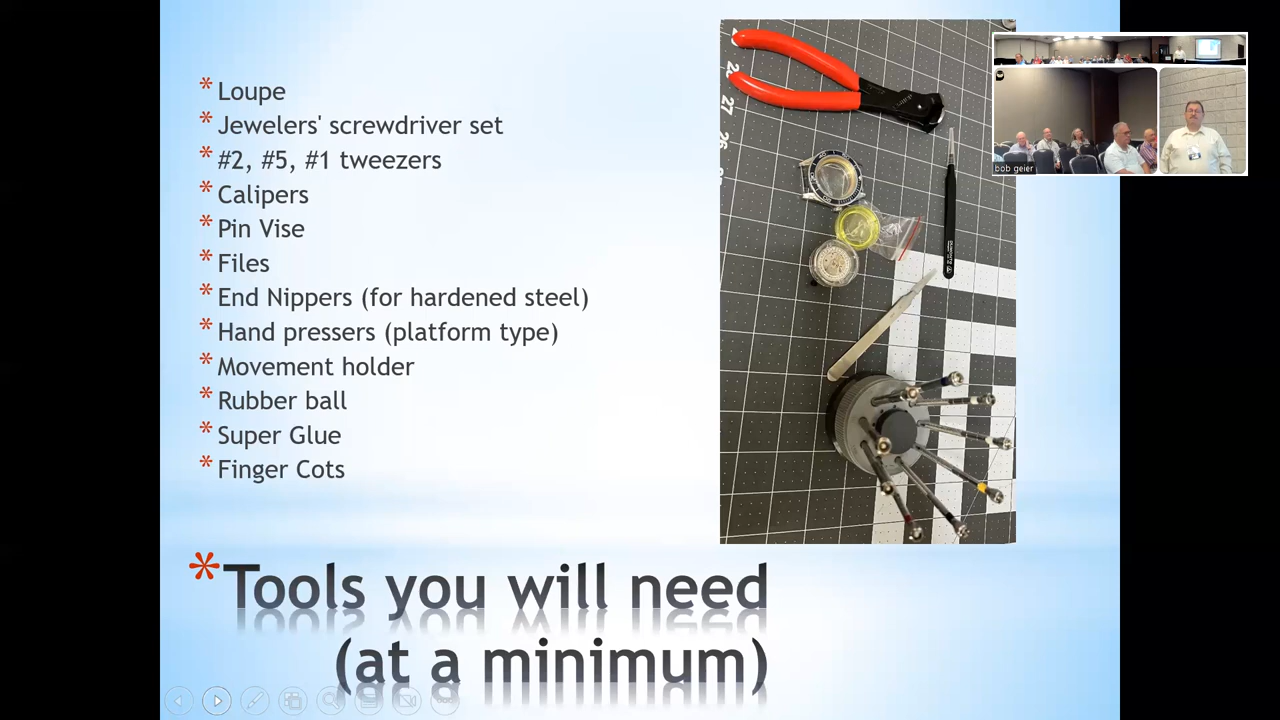 * Loupe
* Jewelers' screwdriver set
* #2, #5, #1 tweezers
* Calipers
* Pin Vise
* Files
* End Nippers (for hardened steel)
* Hand pressers (platform type)
* Movement holder
* Rubber ball
* Super Glue
* Finger Cots
* Tools you will need
(at a minimum)
27
bob geier